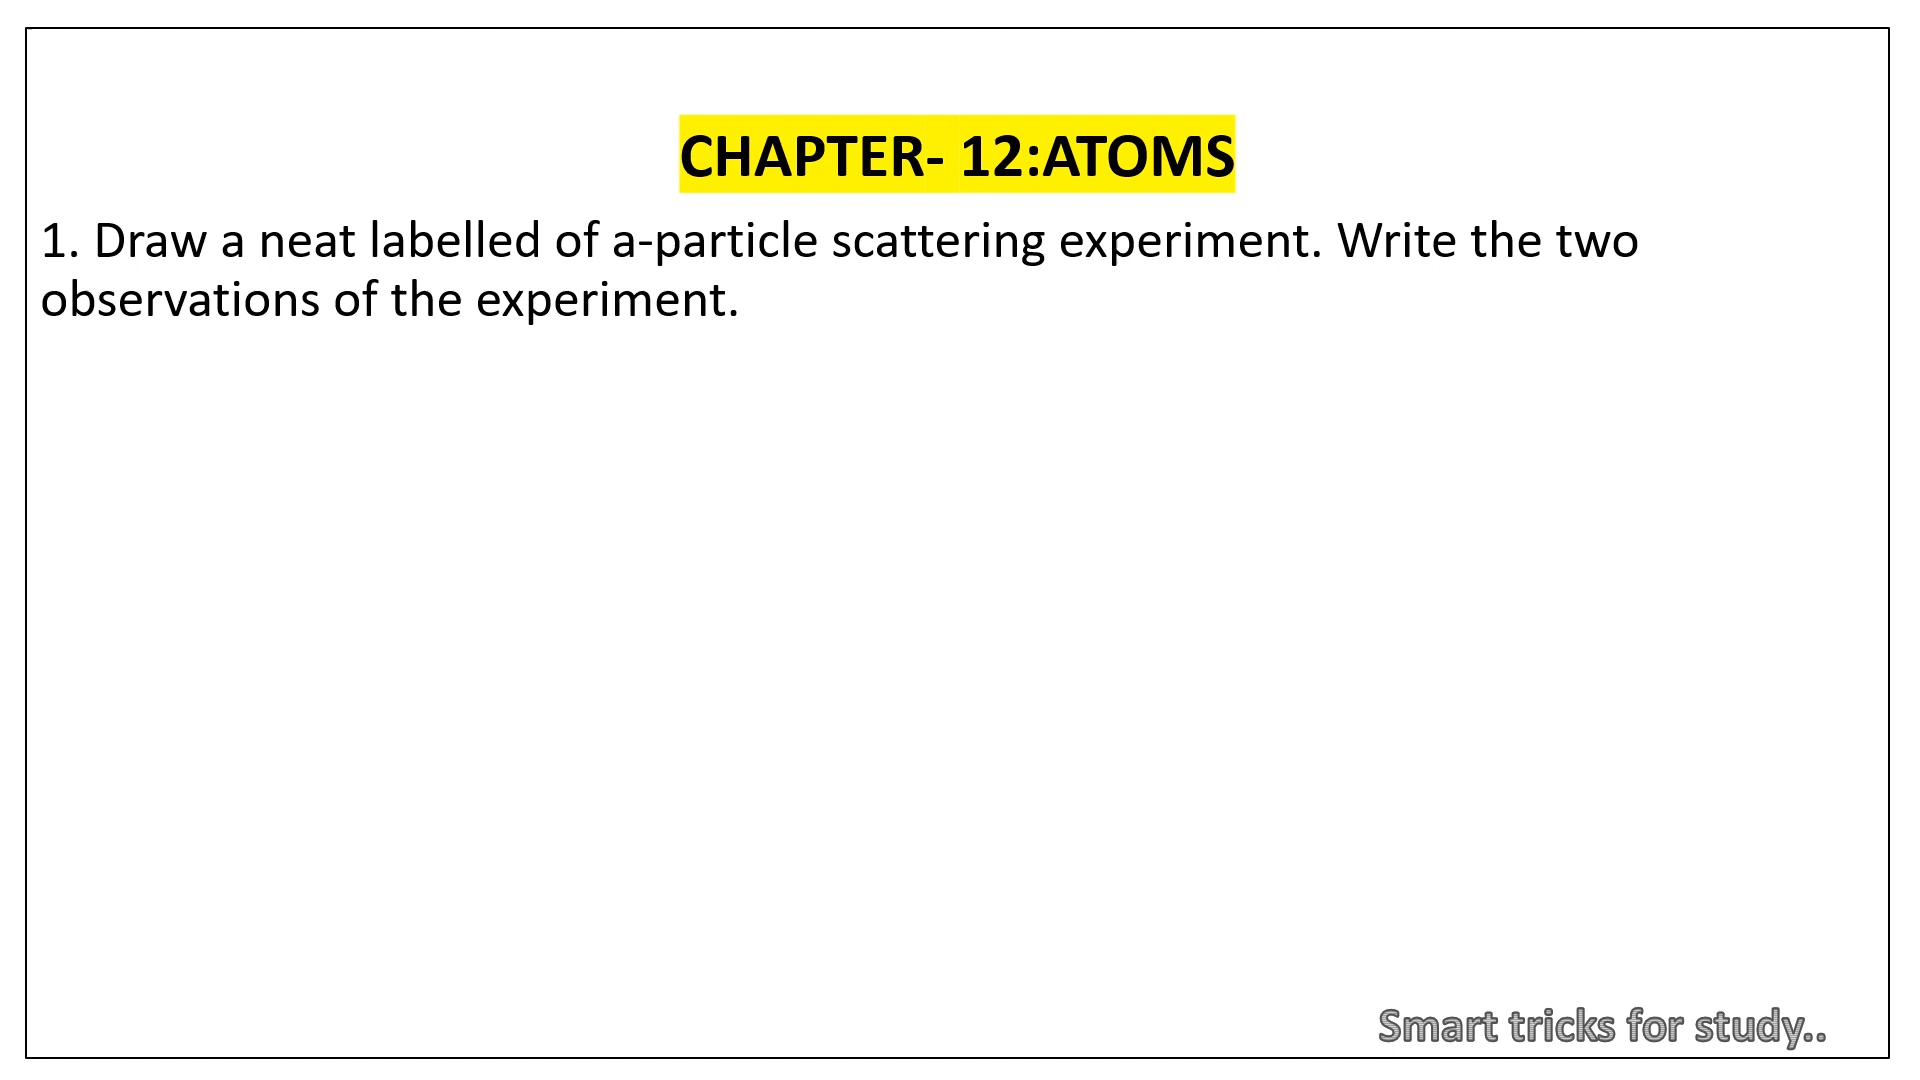 CHAPTER- 12:ATOMS
1. Draw a neat labelled of a-particle scattering experiment. Write the two
observations of the experiment.
Smart tricks for study..